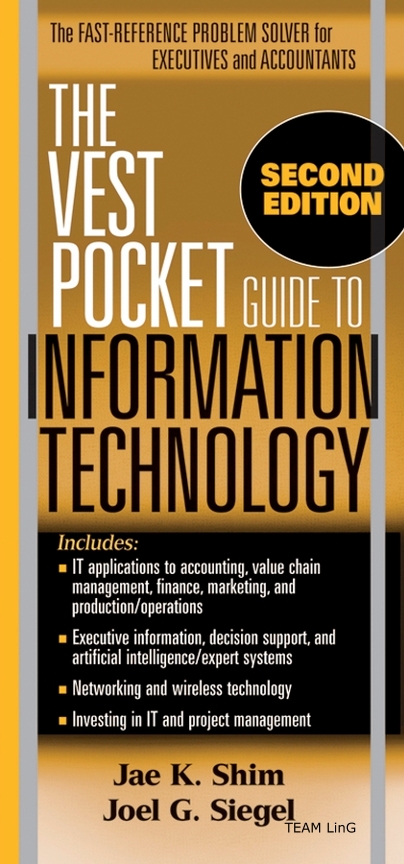 The FAST-REFERENCE PROBLEM SOLVER for
EXECUTIVES and ACCOUNTANTS
THE
VEST
POCKET GUIDE TO
INFORMATION
TECHNOLOGY
SECOND
EDITION
Includes:
▪ IT applications to accounting, value chain
management, finance, marketing, and
production/operations
▪ Executive information, decision support, and
artificial intelligence/expert systems
▪ Networking and wireless technology
▪ Investing in IT and project management
Jae K. Shim
Joel G. Siegel
TEAM LinG